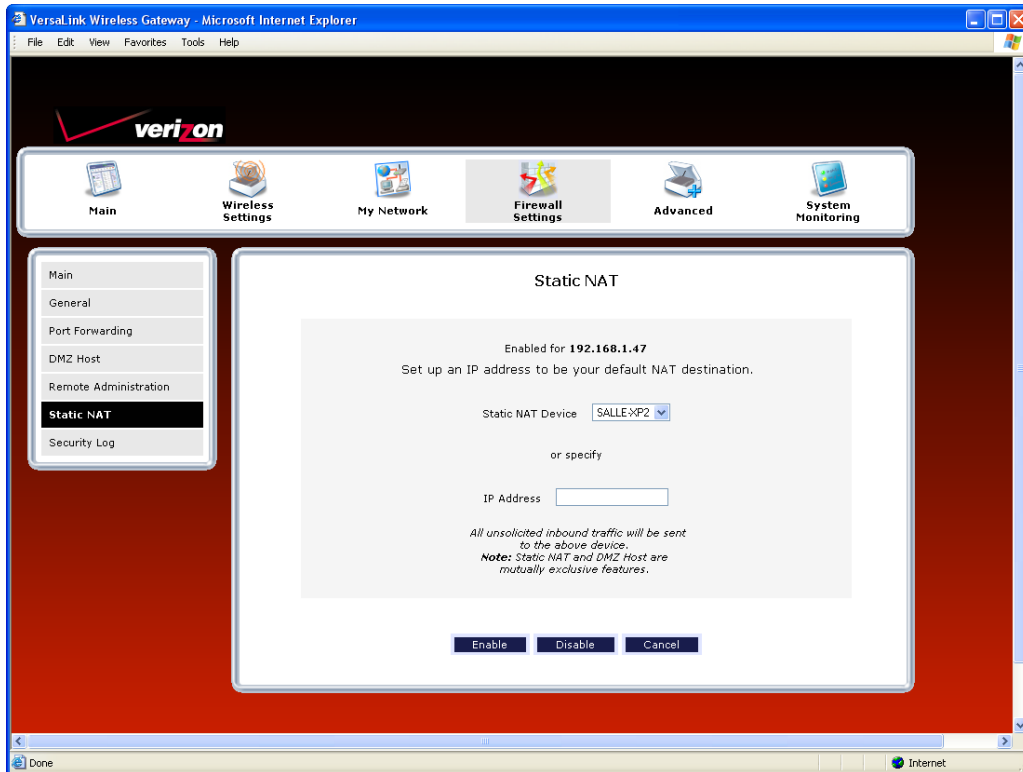 VersaLink Wireless Gateway - Microsoft Internet Explorer
File Edit View Favorites Tools Help
verizon
Main
Wireless
Settings
My Network
Firewall
Settings
Advanced
System
Monitoring
Main
General
Port Forwarding
DMZ Host
Remote Administration
Static NAT
Security Log
Static NAT
Enabled for 192.168.1.47
Set up an IP address to be your default NAT destination.
Static NAT Device SALLE-XP2
or specify
IP Address
All unsolicited inbound traffic will be sent
to the above device.
Note: Static NAT and DMZ Host are
mutually exclusive features.
Enable Disable Cancel
Done Internet